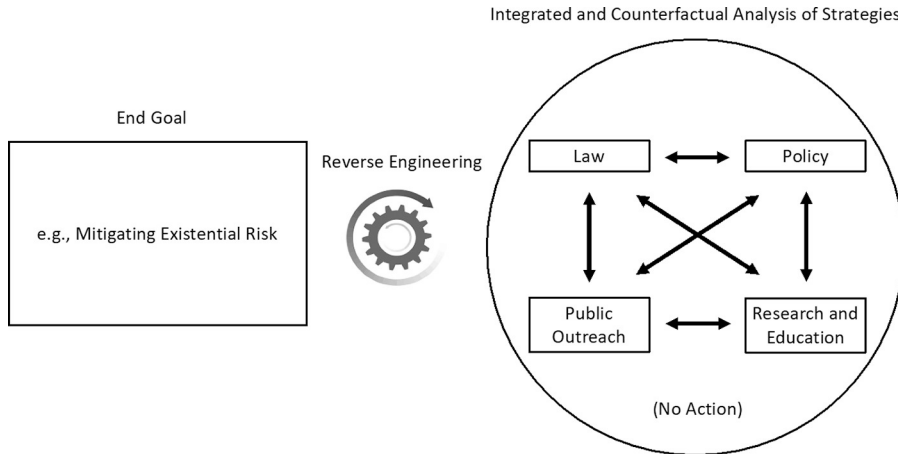 Integrated and Counterfactual Analysis of Strategies
End Goal
e.g., Mitigating Existential Risk
Reverse Engineering
Law
Policy
Public
Outreach
Research and
Education
(No Action)